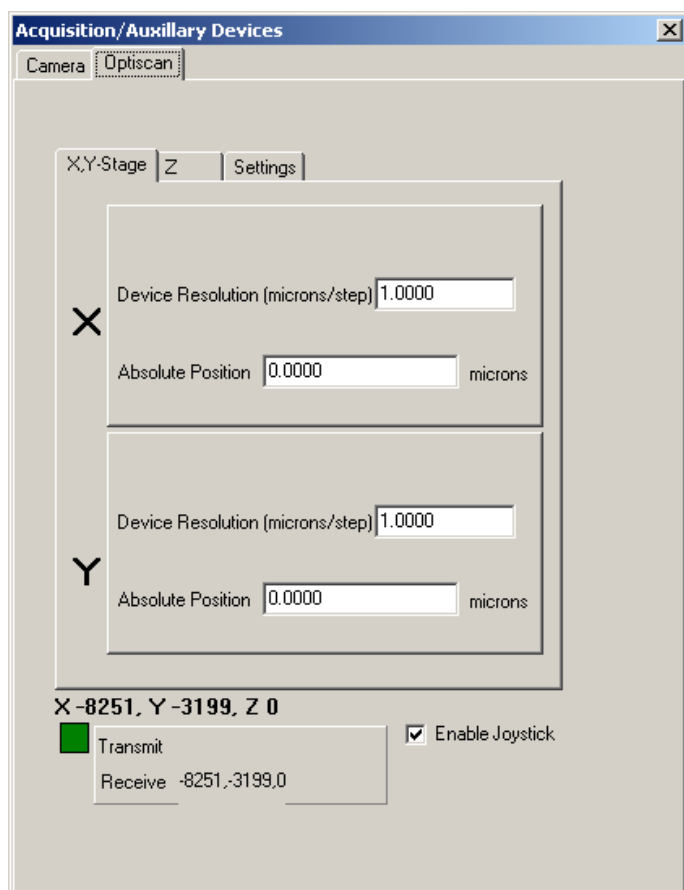 Acquisition/Auxillary Devices
Camera Optiscan
X,Y-Stage Z Settings
X
Device Resolution (microns/step) 1.0000
Absolute Position 0.0000 microns
Y
Device Resolution (microns/step) 1.0000
Absolute Position 0.0000 microns
X -8251, Y -3199, Z 0
Transmit
Enable Joystick
Receive -8251,-3199,0